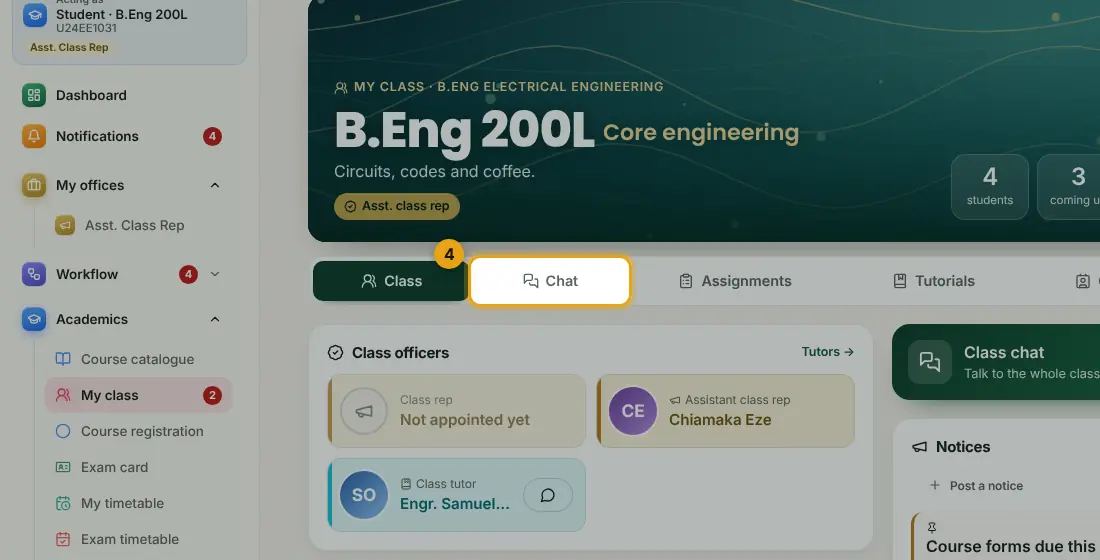 Acting as
Student · B.Eng 200L
U24EE1031
Asst. Class Rep
Dashboard
Notifications
4
My offices
Asst. Class Rep
Workflow
4
Academics
Course catalogue
My class
2
Course registration
Exam card
My timetable
Exam timetable
MY CLASS · B.ENG ELECTRICAL ENGINEERING
B.Eng 200L Core engineering
Circuits, codes and coffee.
Asst. class rep
4
students
3
coming u
4
Class
Chat
Assignments
Tutorials
Class officers
Tutors →
Class rep
Not appointed yet
CE
Assistant class rep
Chiamaka Eze
SO
Class tutor
Engr. Samuel...
Class chat
Talk to the whole class
Notices
+ Post a notice
Course forms due this